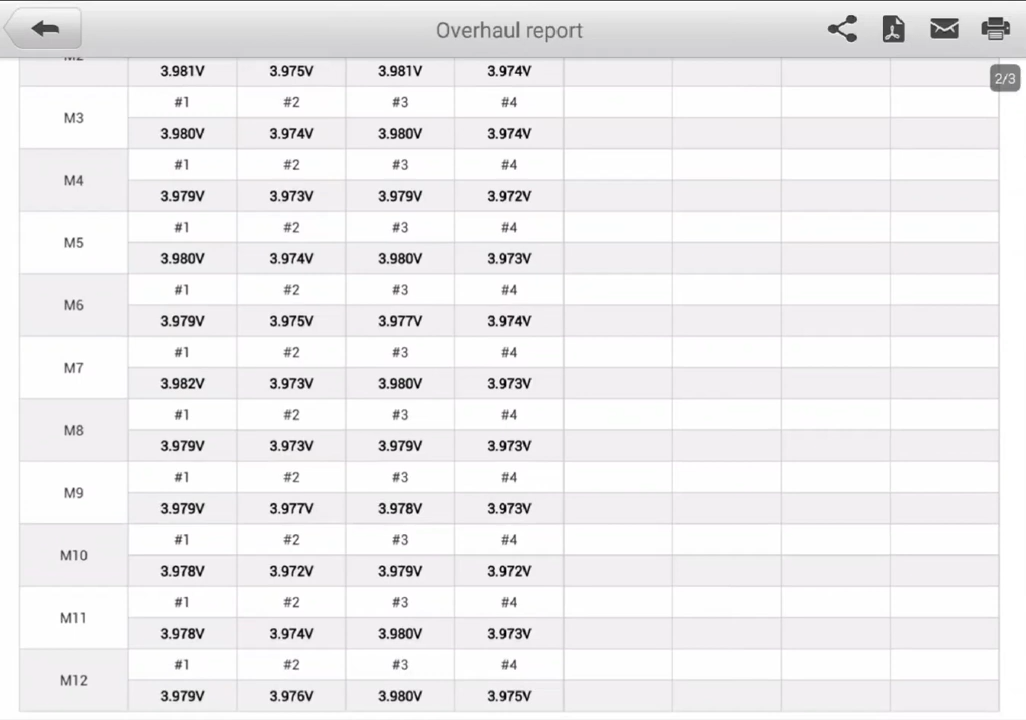 Overhaul report
2/3
M2
3.981V 3.975V 3.981V 3.974V
#1 #2 #3 #4
M3
3.980V 3.974V 3.980V 3.974V
#1 #2 #3 #4
M4
3.979V 3.973V 3.979V 3.972V
#1 #2 #3 #4
M5
3.980V 3.974V 3.980V 3.973V
#1 #2 #3 #4
M6
3.979V 3.975V 3.977V 3.974V
#1 #2 #3 #4
M7
3.982V 3.973V 3.980V 3.973V
#1 #2 #3 #4
M8
3.979V 3.973V 3.979V 3.973V
#1 #2 #3 #4
M9
3.979V 3.977V 3.978V 3.973V
#1 #2 #3 #4
M10
3.978V 3.972V 3.979V 3.972V
#1 #2 #3 #4
M11
3.978V 3.974V 3.980V 3.973V
#1 #2 #3 #4
M12
3.979V 3.976V 3.980V 3.975V